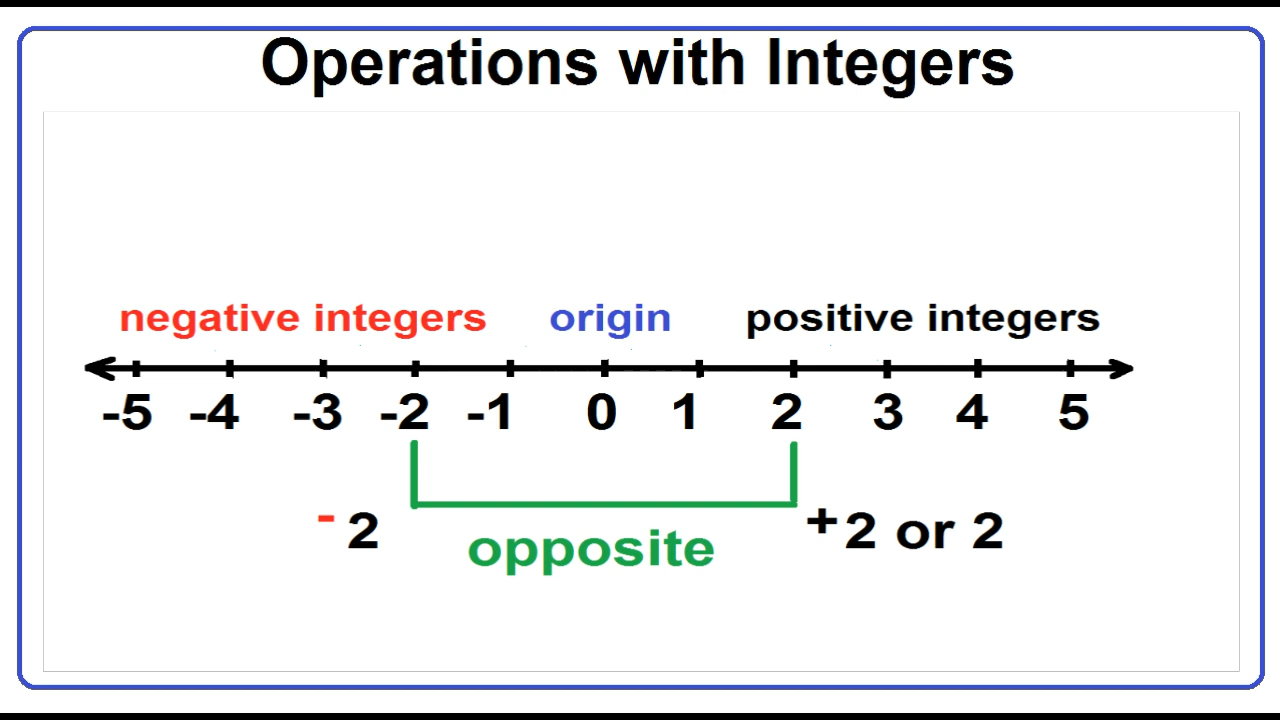 Operations with Integers
negative integers origin positive integers
-5 -4 -3 -2 -1 0 1 2 3 4 5
- 2 opposite +2 or 2